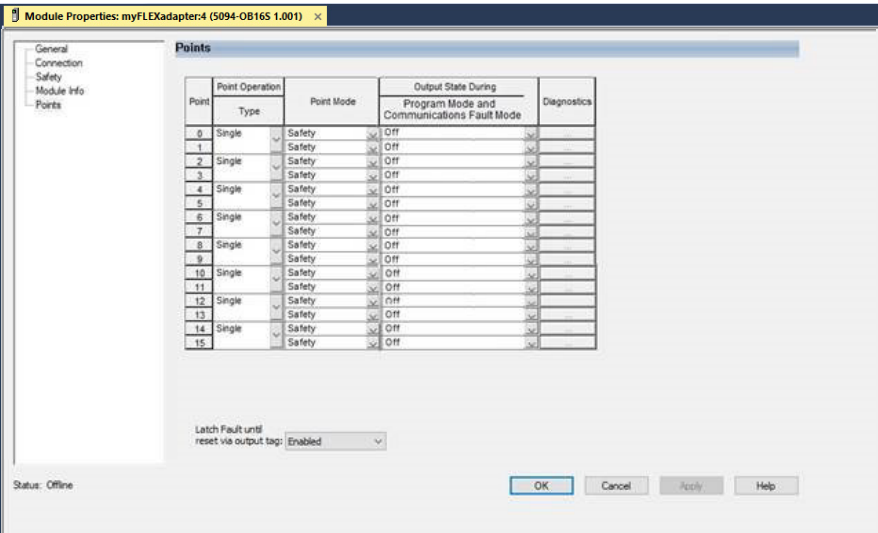 Module Properties: myFLEXadapter:4 (5094-OB16S 1.001) ×
General
Connection
Safety
Module Info
Points
Points
Point Operation
Output State During
Point
Type
Point Mode
Program Mode and
Communications Fault Mode
Diagnostics
0 Single Safety Off ...
1 Safety Off ...
2 Single Safety Off ...
3 Safety Off ...
4 Single Safety Off ...
5 Safety Off ...
6 Single Safety Off ...
7 Safety Off ...
8 Single Safety Off ...
9 Safety Off ...
10 Single Safety Off ...
11 Safety Off ...
12 Single Safety Off ...
13 Safety Off ...
14 Single Safety Off ...
15 Safety Off ...
Latch Fault until
reset via output tag: Enabled
Status: Offline
OK Cancel Apply Help